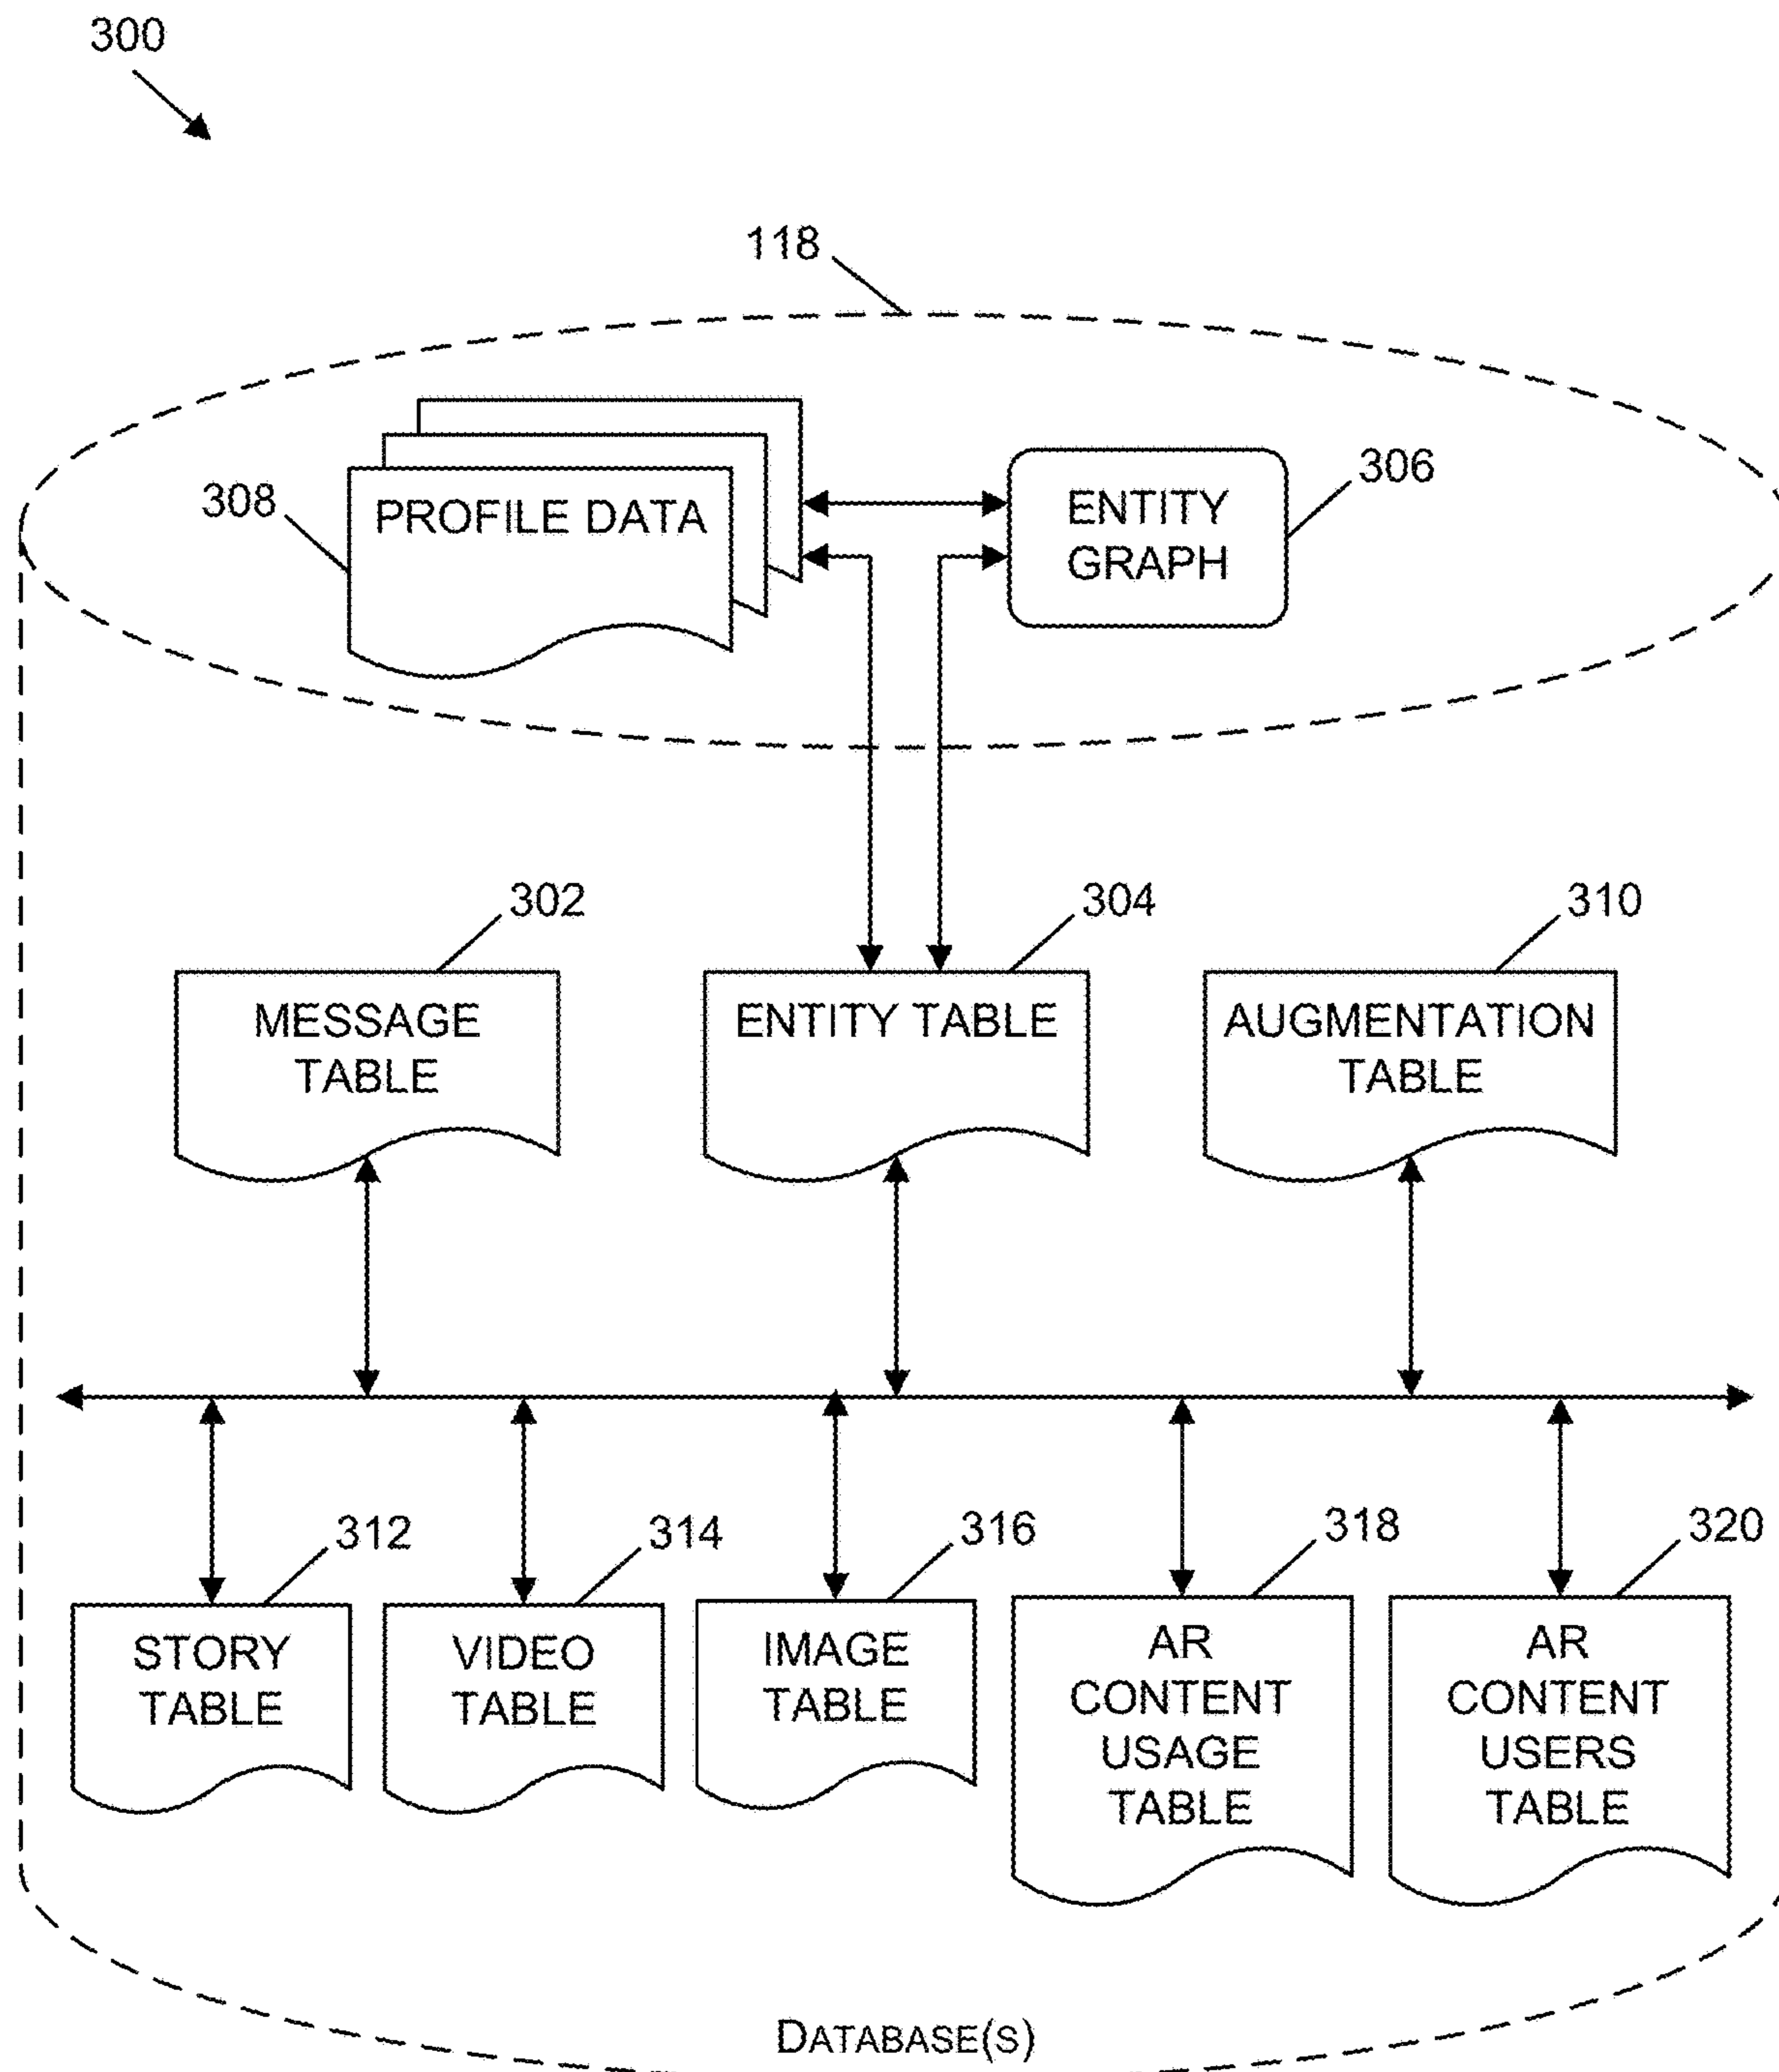 300
118
308
PROFILE DATA
ENTITY
GRAPH
306
302
304
310
MESSAGE
TABLE
ENTITY TABLE
AUGMENTATION
TABLE
312
314
316
318
320
STORY
TABLE
VIDEO
TABLE
IMAGE
TABLE
AR
CONTENT
USAGE
TABLE
AR
CONTENT
USERS
TABLE
DATABASE(S)